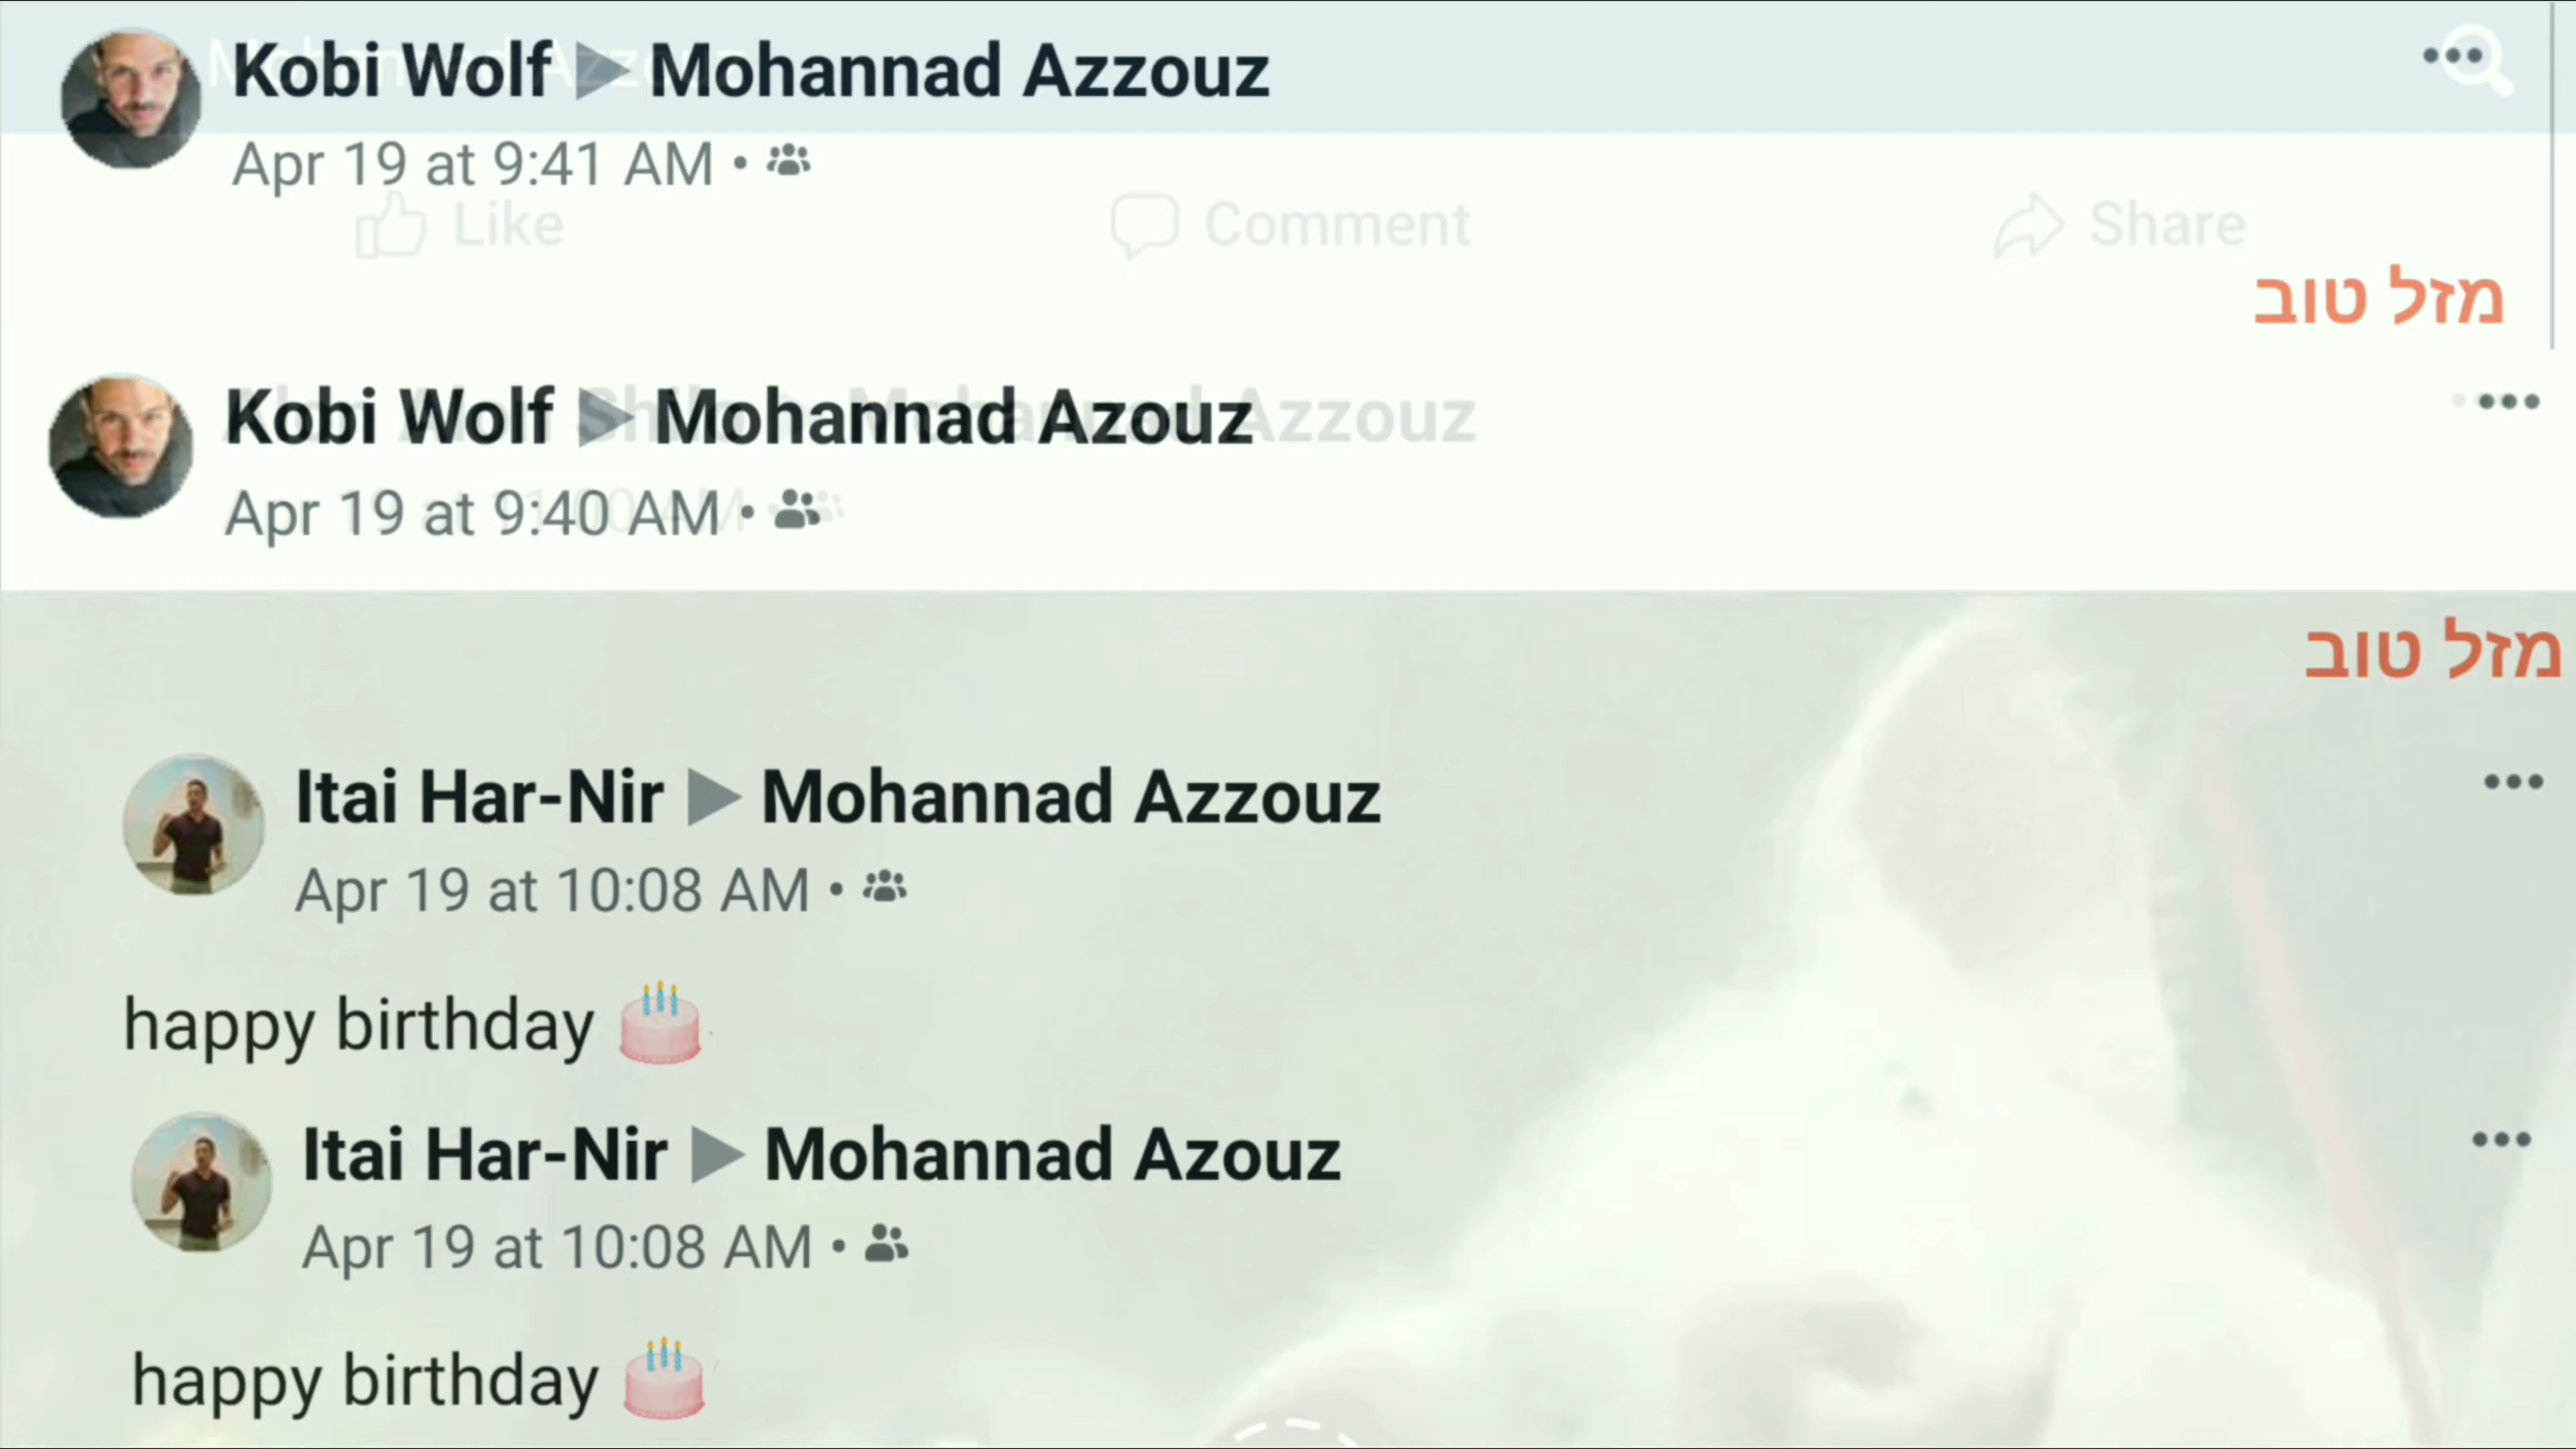 Kobi Wolf ▶ Mohannad Azzouz
Apr 19 at 9:41 AM •
Like Comment Share
מזל טוב
Kobi Wolf ▶ Mohannad Azouz
Azzouz
Apr 19 at 9:40 AM •
מזל טוב
Itai Har-Nir ▶ Mohannad Azzouz
Apr 19 at 10:08 AM •
happy birthday 🎂
Itai Har-Nir ▶ Mohannad Azouz
Apr 19 at 10:08 AM •
happy birthday 🎂